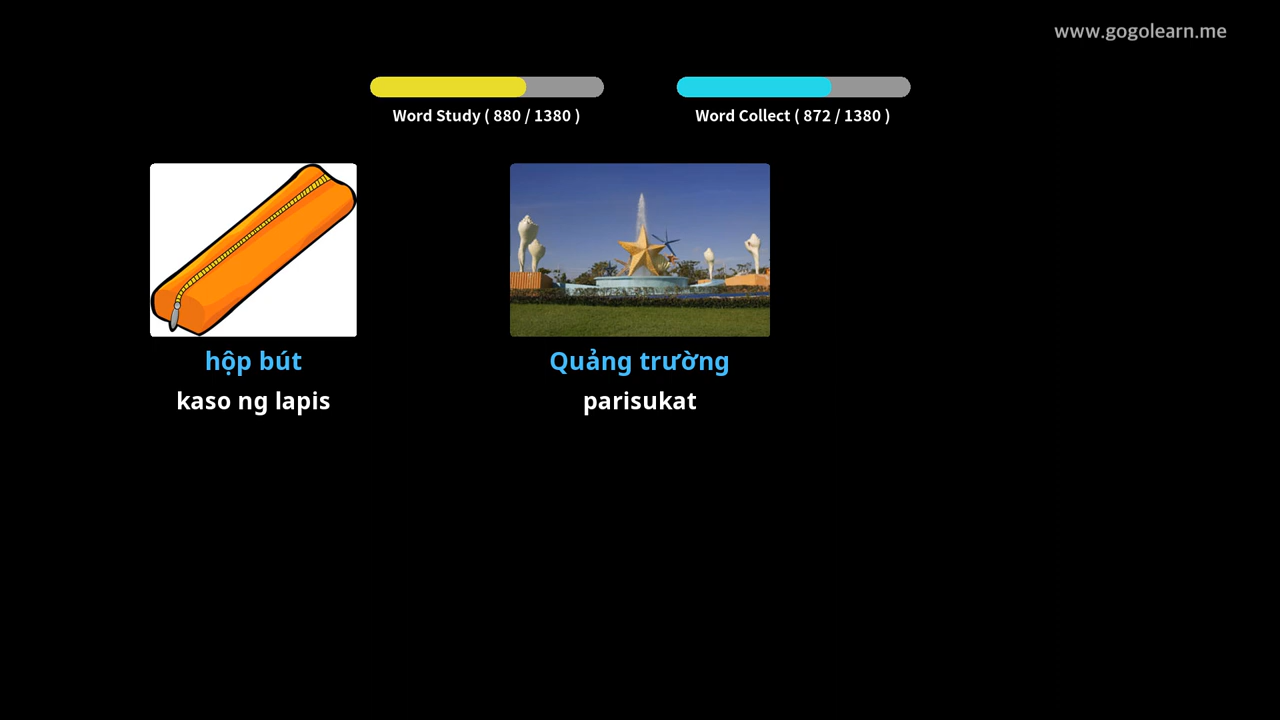 www.gogolearn.me
Word Study ( 880 / 1380 )
Word Collect ( 872 / 1380 )
hộp bút
kaso ng lapis
Quảng trường
parisukat